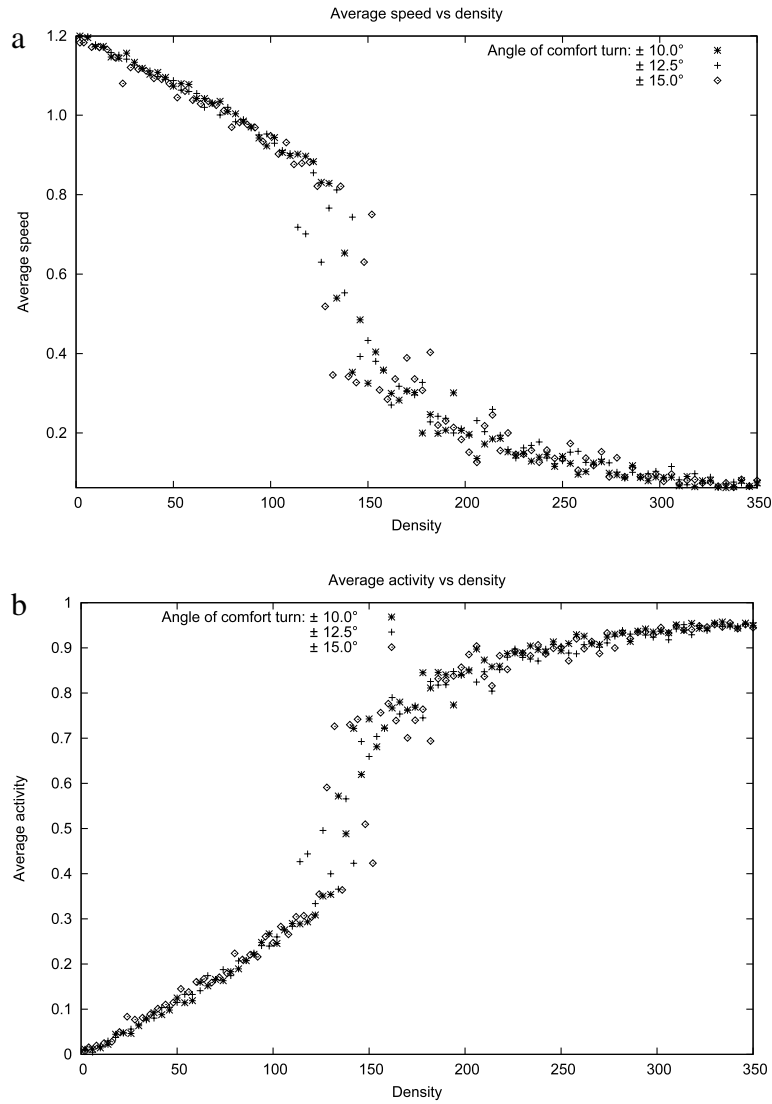 Average speed vs density
a
1.2
1.0
0.8
0.6
0.4
0.2
Average speed
Angle of comfort turn: ± 10.0°
± 12.5°
± 15.0°
0 50 100 150 200 250 300 350
Density
Average activity vs density
b
1
0.9
0.8
0.7
0.6
0.5
0.4
0.3
0.2
0.1
0
Average activity
Angle of comfort turn: ± 10.0°
± 12.5°
± 15.0°
0 50 100 150 200 250 300 350
Density